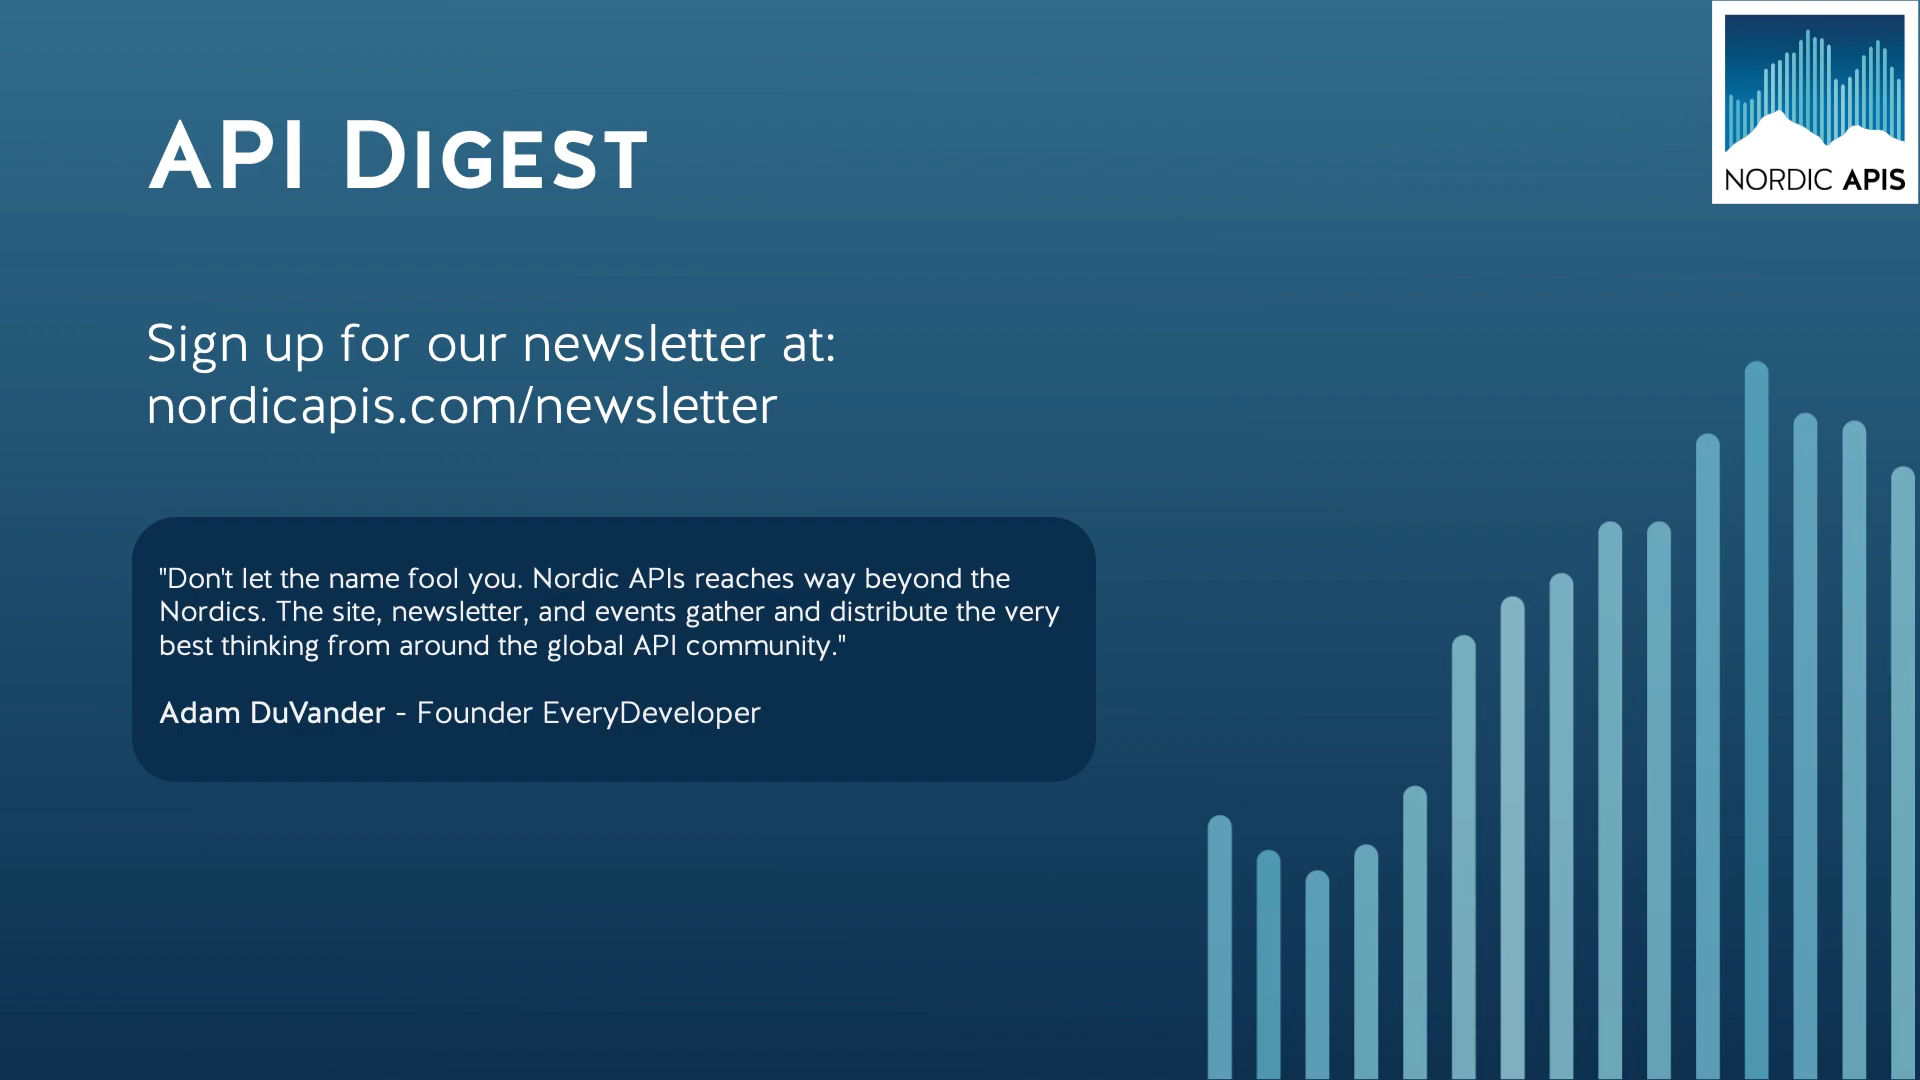 API DIGEST
NORDIC APIS
Sign up for our newsletter at:
nordicapis.com/newsletter
"Don't let the name fool you. Nordic APIs reaches way beyond the
Nordics. The site, newsletter, and events gather and distribute the very
best thinking from around the global API community."
Adam DuVander - Founder EveryDeveloper